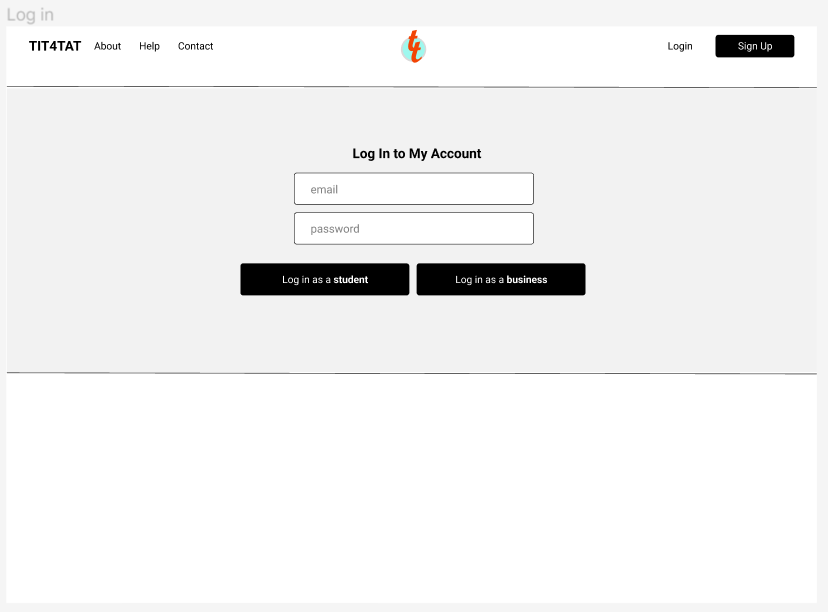 Log in
TIT4TAT About Help Contact
t4t
Login Sign Up
Log In to My Account
email
password
Log in as a student
Log in as a business